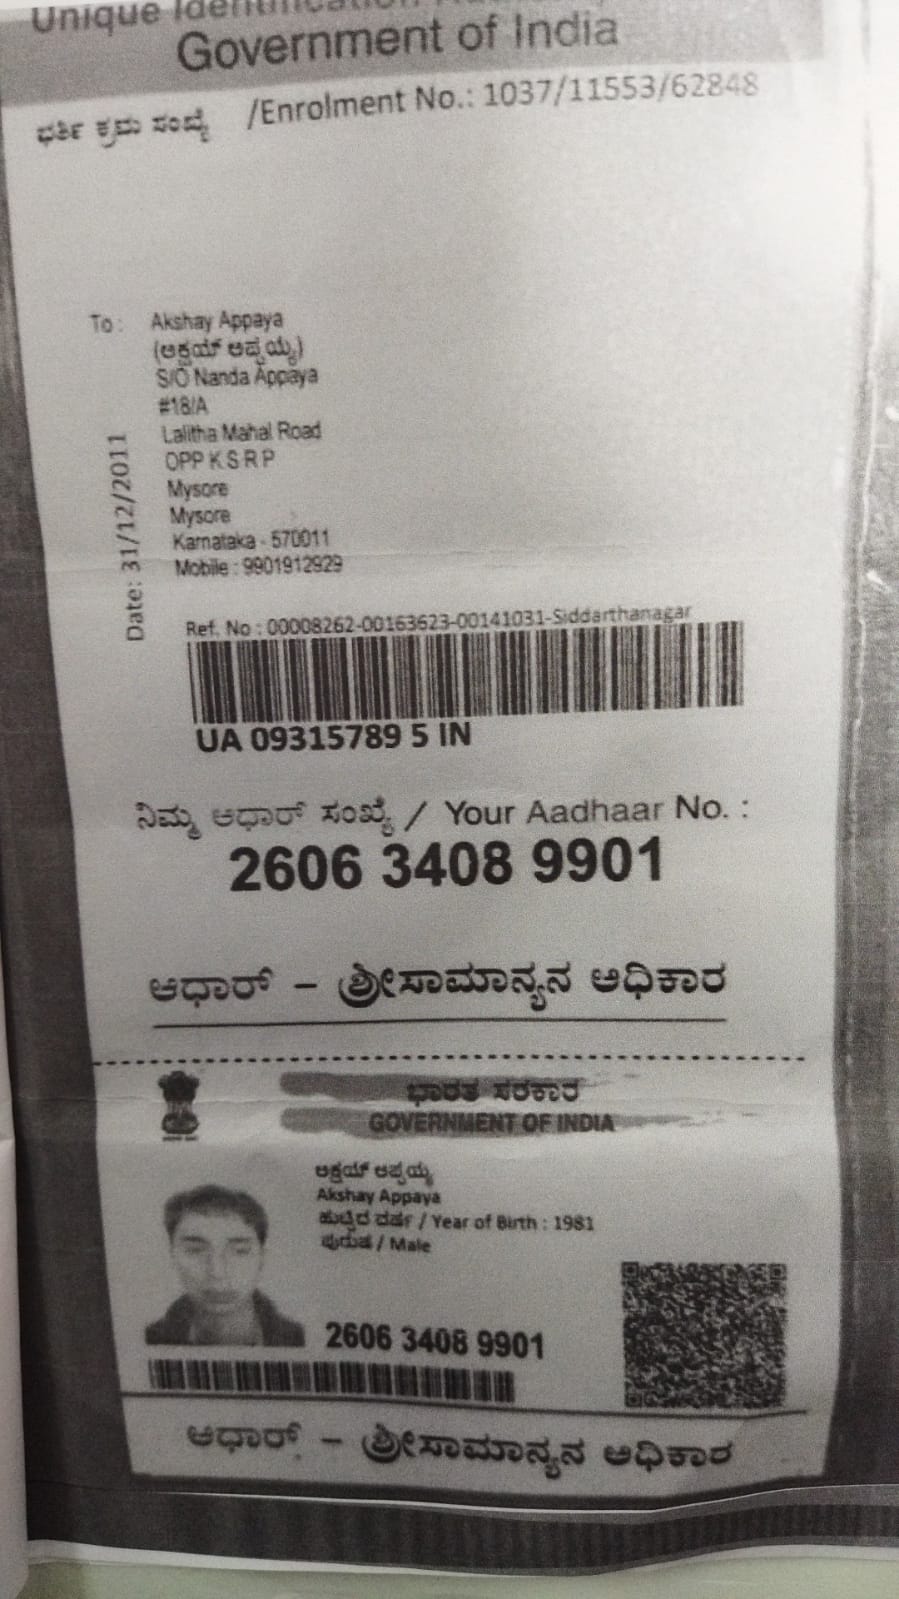 Unique Identification
Government of India
ಭರ್ತಿ ಕ್ರಮ ಸಂಖ್ಯೆ /Enrolment No.: 1037/11553/62848
To : Akshay Appaya
(ಅಕ್ಷಯ್ ಅಪ್ಪಯ್ಯ)
S/O Nanda Appaya
#18/A
Lalitha Mahal Road
OPP K S R P
Mysore
Mysore
Karnataka - 570011
Mobile : 9901912929
Date: 31/12/2011
Ref. No : 00008262-00163623-00141031-Siddarthanagar
UA 09315789 5 IN
ನಿಮ್ಮ ಆಧಾರ್ ಸಂಖ್ಯೆ / Your Aadhaar No. :
2606 3408 9901
ಆಧಾರ್ – ಶ್ರೀಸಾಮಾನ್ಯನ ಅಧಿಕಾರ
ಭಾರತ ಸರಕಾರ
GOVERNMENT OF INDIA
ಅಕ್ಷಯ್ ಅಪ್ಪಯ್ಯ
Akshay Appaya
ಹುಟ್ಟಿದ ವರ್ಷ / Year of Birth : 1981
ಪುರುಷ / Male
2606 3408 9901
ಆಧಾರ್ – ಶ್ರೀಸಾಮಾನ್ಯನ ಅಧಿಕಾರ